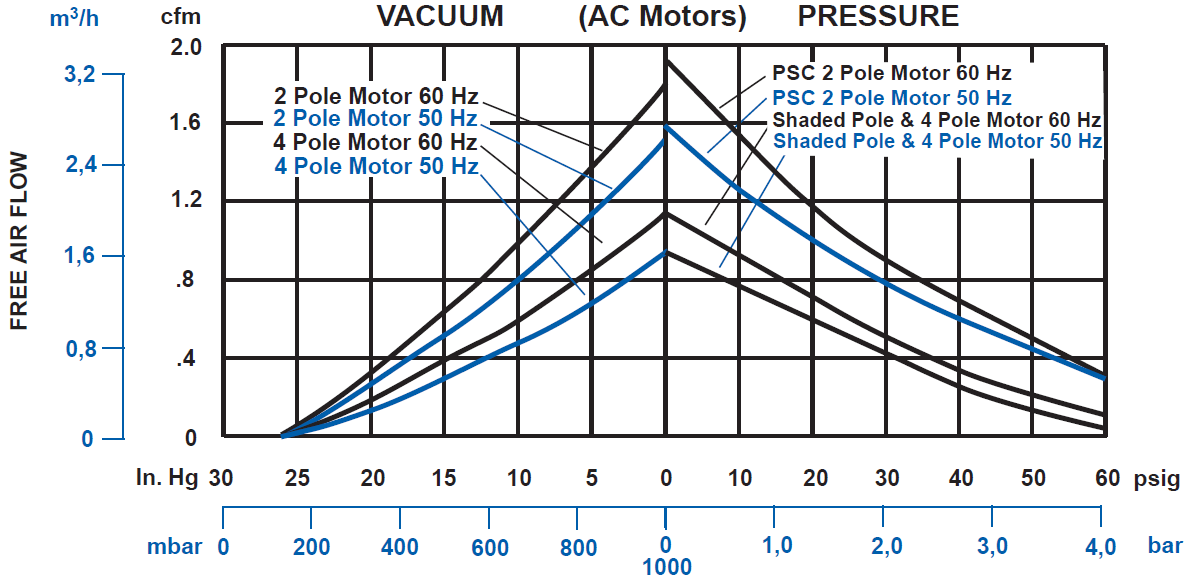 m³/h cfm VACUUM (AC Motors) PRESSURE
2.0
3,2
PSC 2 Pole Motor 60 Hz
2 Pole Motor 60 Hz
PSC 2 Pole Motor 50 Hz
1.6
2 Pole Motor 50 Hz
Shaded Pole & 4 Pole Motor 60 Hz
4 Pole Motor 60 Hz
Shaded Pole & 4 Pole Motor 50 Hz
2,4
4 Pole Motor 50 Hz
1.2
FREE AIR FLOW
1,6
.8
0,8
.4
0
0
In. Hg 30 25 20 15 10 5 0 10 20 30 40 50 60 psig
mbar 0 200 400 600 800 0 1,0 2,0 3,0 4,0 bar
1000